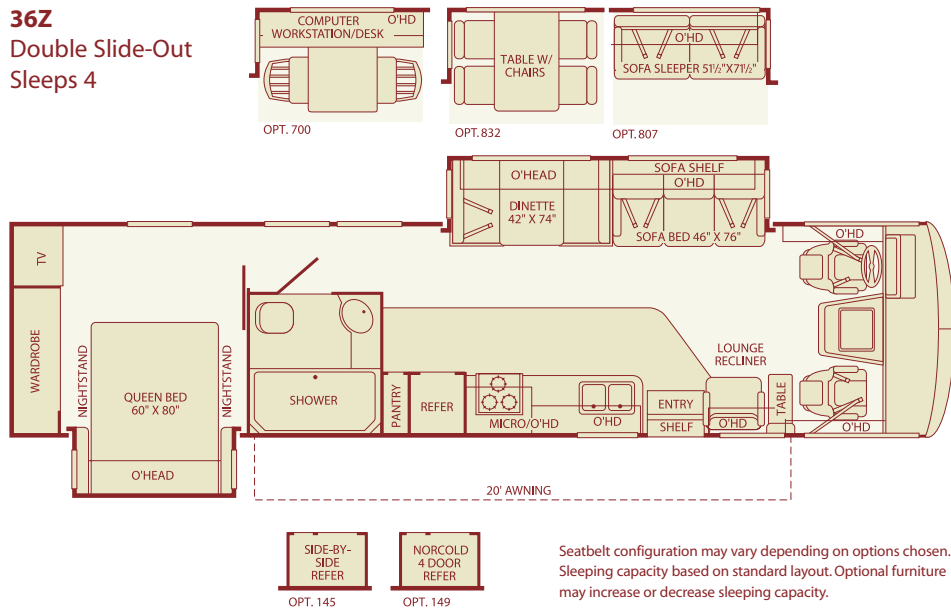 36Z
Double Slide-Out
Sleeps 4
COMPUTER
WORKSTATION/DESK
O'HD
OPT. 700
TABLE W/
CHAIRS
OPT. 832
O'HD
SOFA SLEEPER 51½"X71½"
OPT. 807
O'HEAD
DINETTE
42" X 74"
SOFA SHELF
O'HD
SOFA BED 46" X 76"
O'HD
TV
WARDROBE
NIGHTSTAND
QUEEN BED
60" X 80"
NIGHTSTAND
O'HEAD
SHOWER
PANTRY
REFER
MICRO/O'HD
O'HD
ENTRY
SHELF
LOUNGE
RECLINER
O'HD
TABLE
O'HD
20' AWNING
SIDE-BY-
SIDE
REFER
OPT. 145
NORCOLD
4 DOOR
REFER
OPT. 149
Seatbelt configuration may vary depending on options chosen.
Sleeping capacity based on standard layout. Optional furniture
may increase or decrease sleeping capacity.